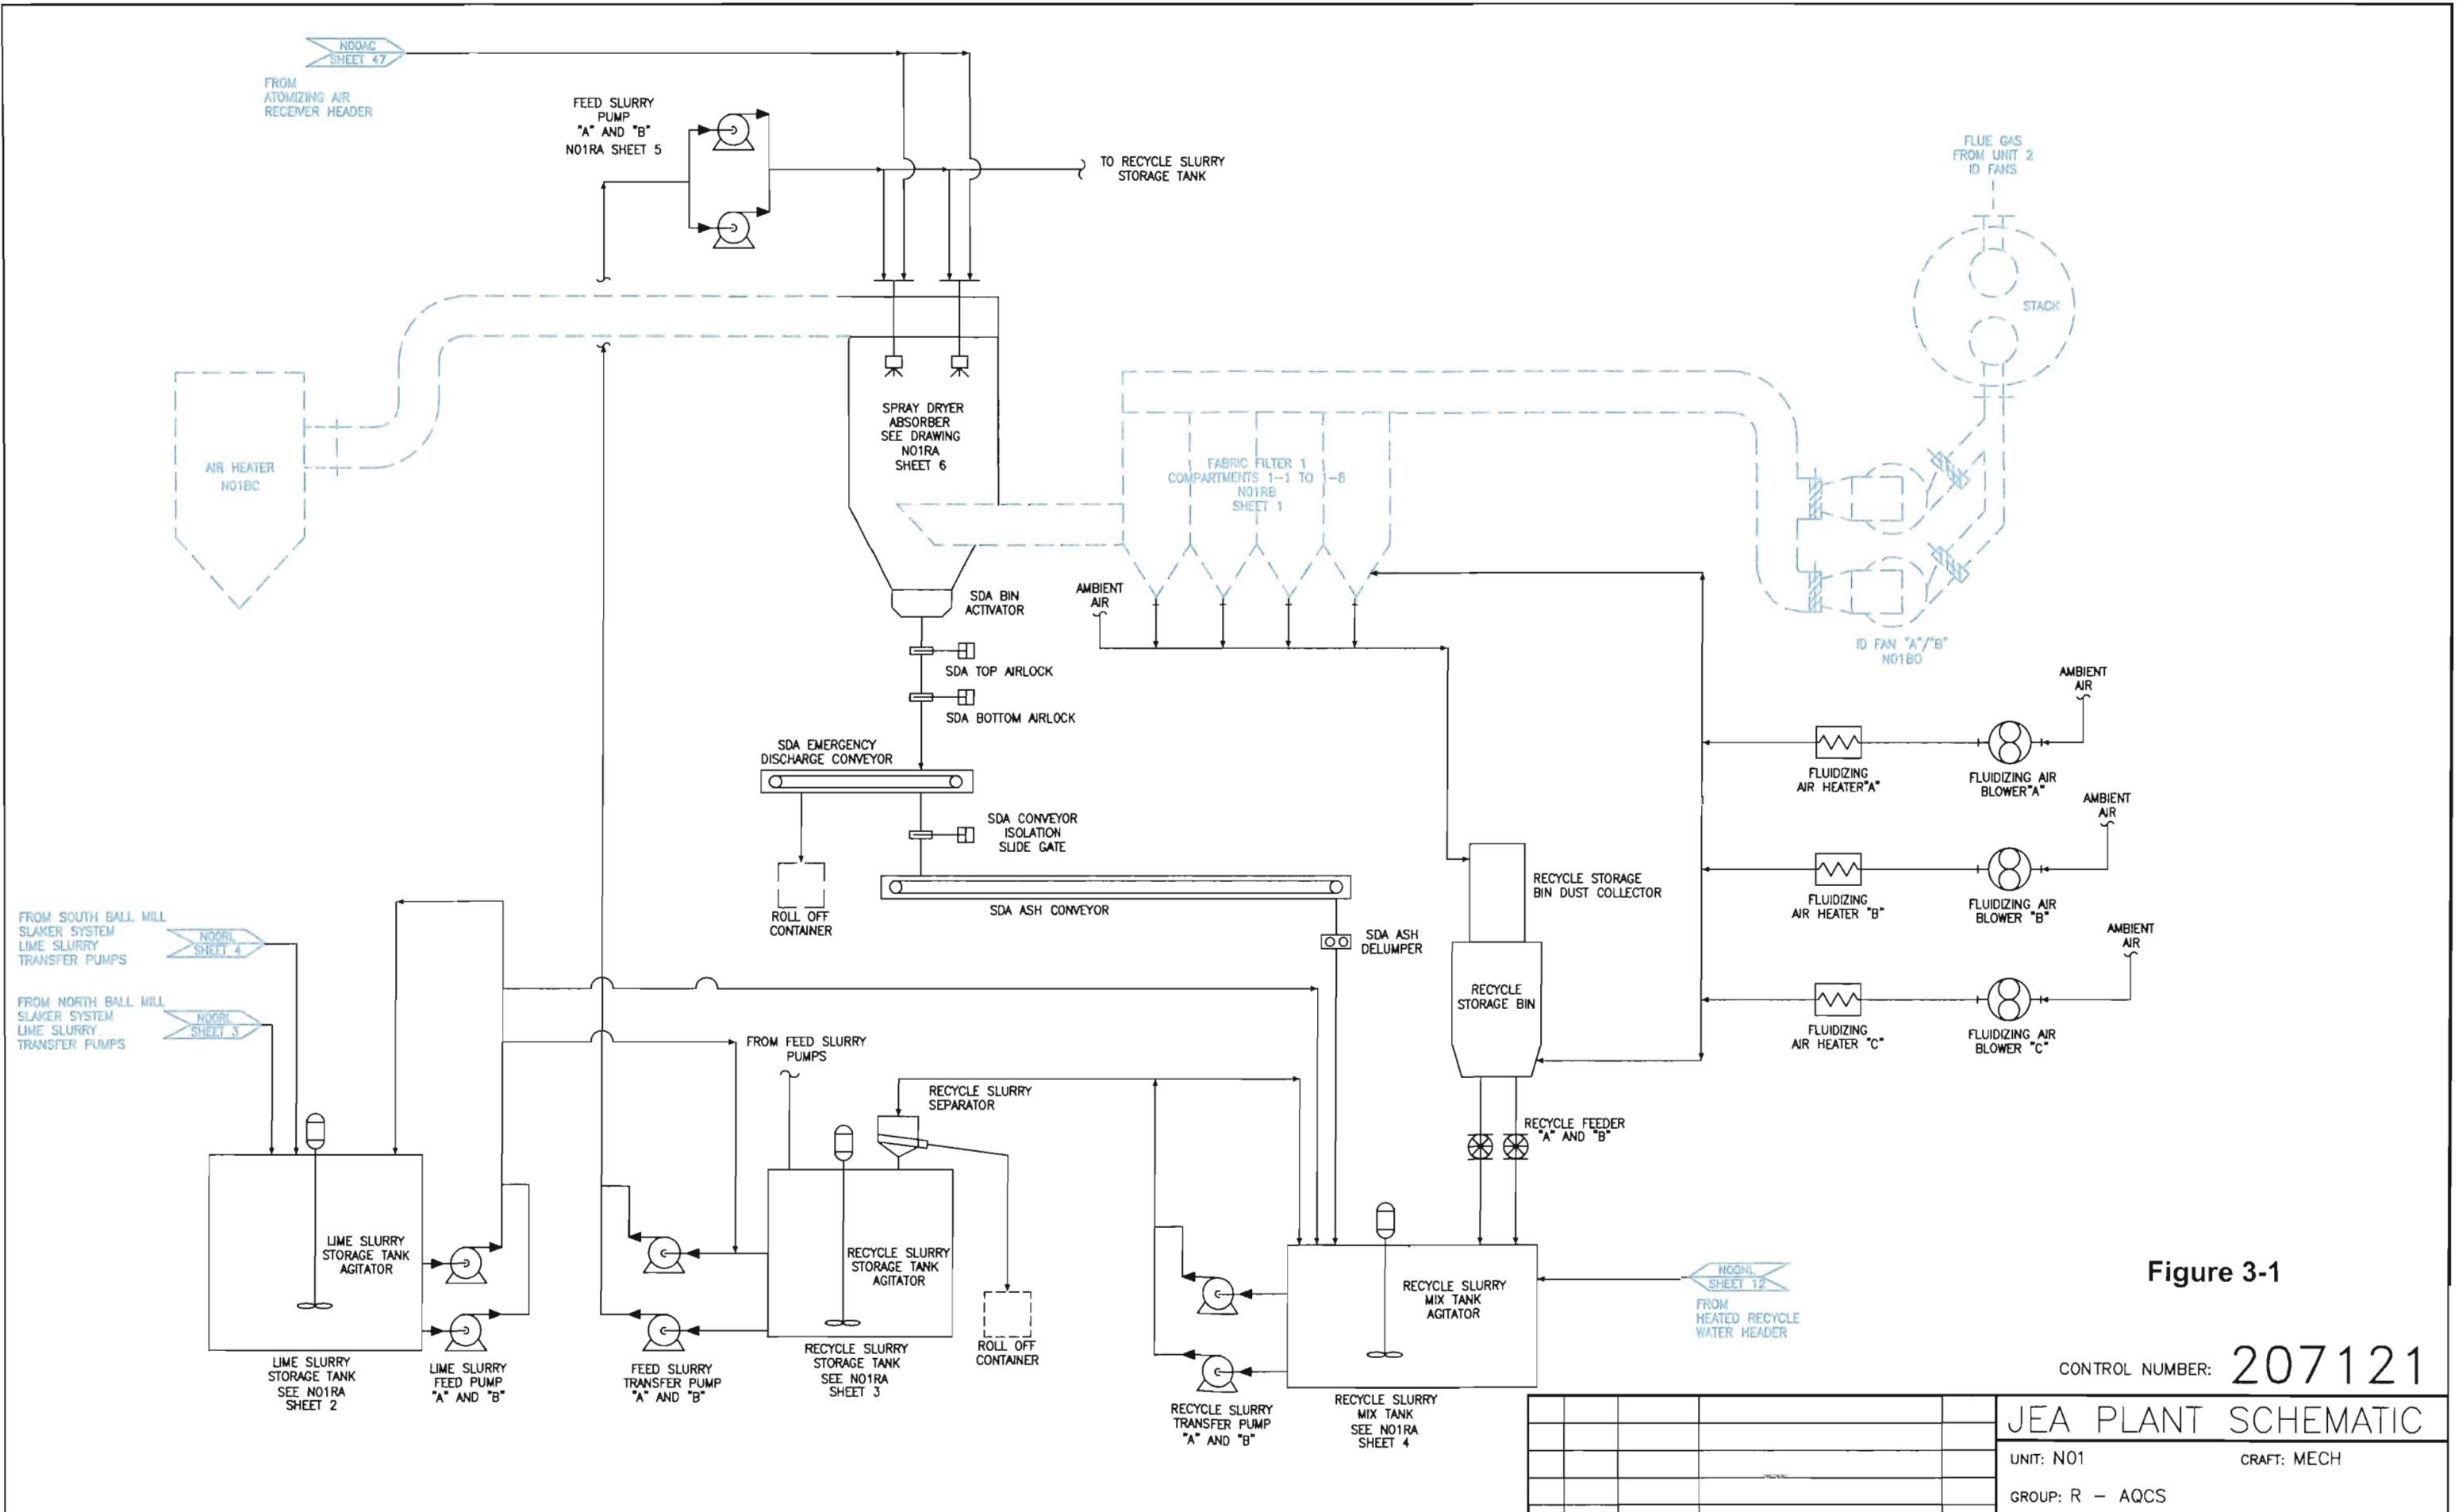 NOOAC
SHEET 47
FROM
ATOMIZING AIR
RECEIVER HEADER
FEED SLURRY
PUMP
"A" AND "B"
N01RA SHEET 5
TO RECYCLE SLURRY
STORAGE TANK
FLUE GAS
FROM UNIT 2
ID FANS
STACK
AIR HEATER
N01BC
SPRAY DRYER
ABSORBER
SEE DRAWING
N01RA
SHEET 6
FABRIC FILTER 1
COMPARTMENTS 1-1 TO 1-8
N01RB
SHEET 1
ID FAN "A"/"B"
N01BO
SDA BIN
ACTIVATOR
AMBIENT
AIR
SDA TOP AIRLOCK
SDA BOTTOM AIRLOCK
SDA EMERGENCY
DISCHARGE CONVEYOR
SDA CONVEYOR
ISOLATION
SLIDE GATE
ROLL OFF
CONTAINER
SDA ASH CONVEYOR
SDA ASH
DELUMPER
RECYCLE STORAGE
BIN DUST COLLECTOR
RECYCLE
STORAGE BIN
AMBIENT
AIR
FLUIDIZING
AIR HEATER"A"
FLUIDIZING AIR
BLOWER"A"
AMBIENT
AIR
FLUIDIZING
AIR HEATER "B"
FLUIDIZING AIR
BLOWER "B"
AMBIENT
AIR
FLUIDIZING
AIR HEATER "C"
FLUIDIZING AIR
BLOWER "C"
FROM SOUTH BALL MILL
SLAKER SYSTEM
LIME SLURRY
TRANSFER PUMPS
NOORL
SHEET 4
FROM NORTH BALL MILL
SLAKER SYSTEM
LIME SLURRY
TRANSFER PUMPS
NOORL
SHEET 3
FROM FEED SLURRY
PUMPS
RECYCLE SLURRY
SEPARATOR
RECYCLE FEEDER
"A" AND "B"
LIME SLURRY
STORAGE TANK
AGITATOR
RECYCLE SLURRY
STORAGE TANK
AGITATOR
RECYCLE SLURRY
MIX TANK
AGITATOR
NOONL
SHEET 12
FROM
HEATED RECYCLE
WATER HEADER
LIME SLURRY
STORAGE TANK
SEE N01RA
SHEET 2
LIME SLURRY
FEED PUMP
"A" AND "B"
FEED SLURRY
TRANSFER PUMP
"A" AND "B"
RECYCLE SLURRY
STORAGE TANK
SEE N01RA
SHEET 3
ROLL OFF
CONTAINER
RECYCLE SLURRY
TRANSFER PUMP
"A" AND "B"
RECYCLE SLURRY
MIX TANK
SEE N01RA
SHEET 4
Figure 3-1
CONTROL NUMBER: 207121
JEA PLANT SCHEMATIC
UNIT: N01 CRAFT: MECH
GROUP: R - AQCS